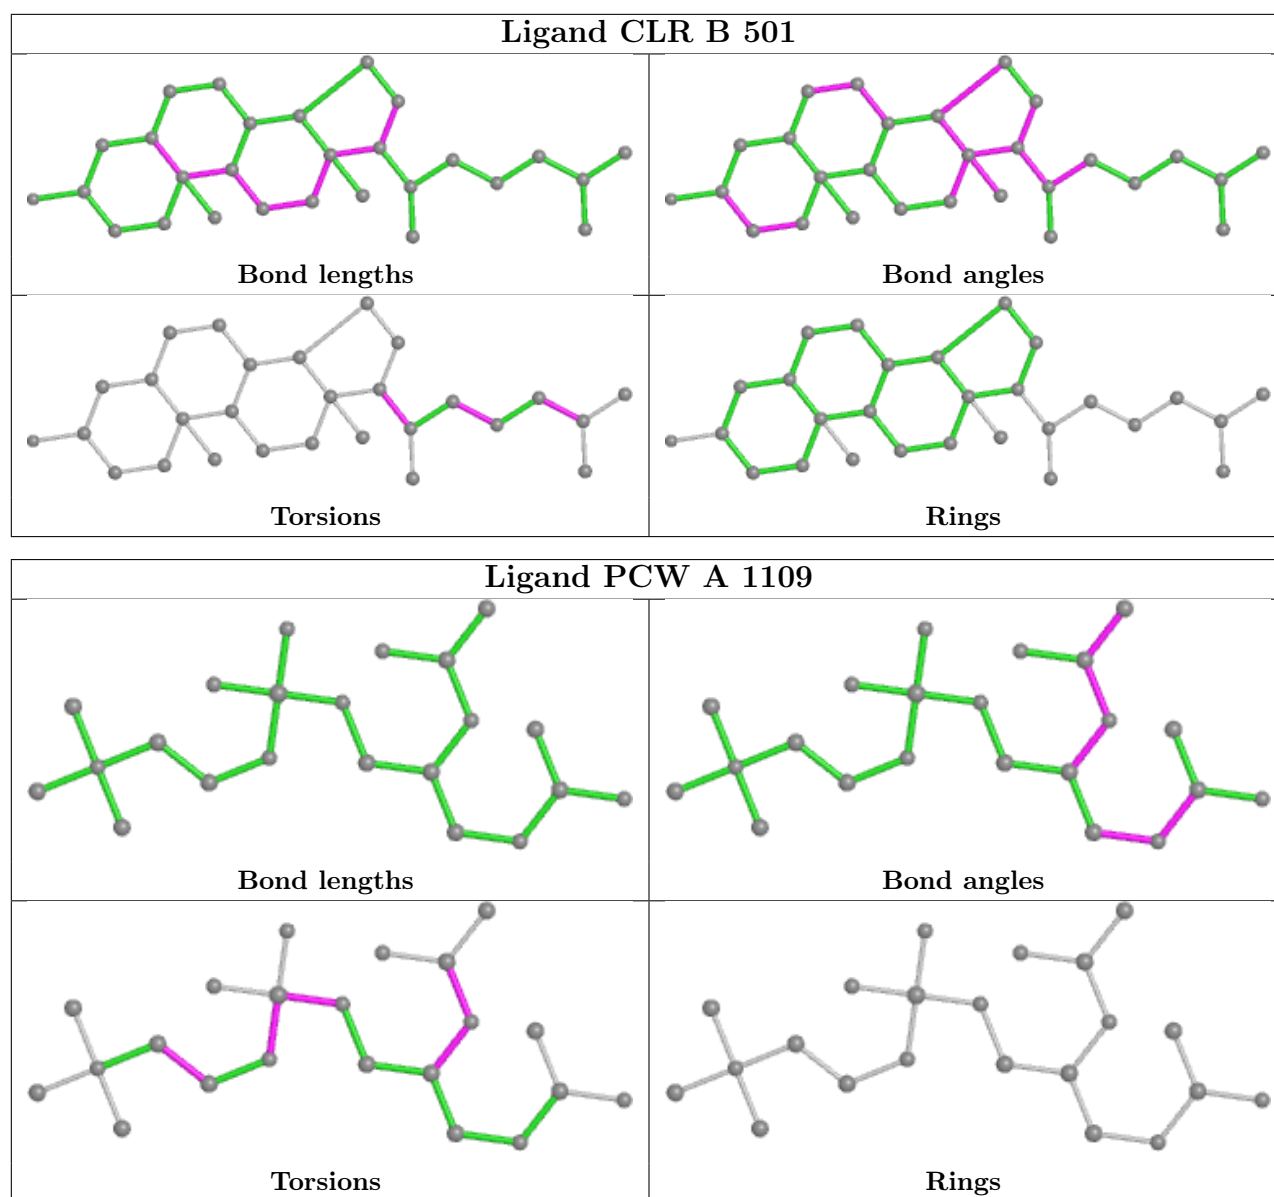 Ligand CLR B 501
Bond lengths
Bond angles
Torsions
Rings
Ligand PCW A 1109
Bond lengths
Bond angles
Torsions
Rings